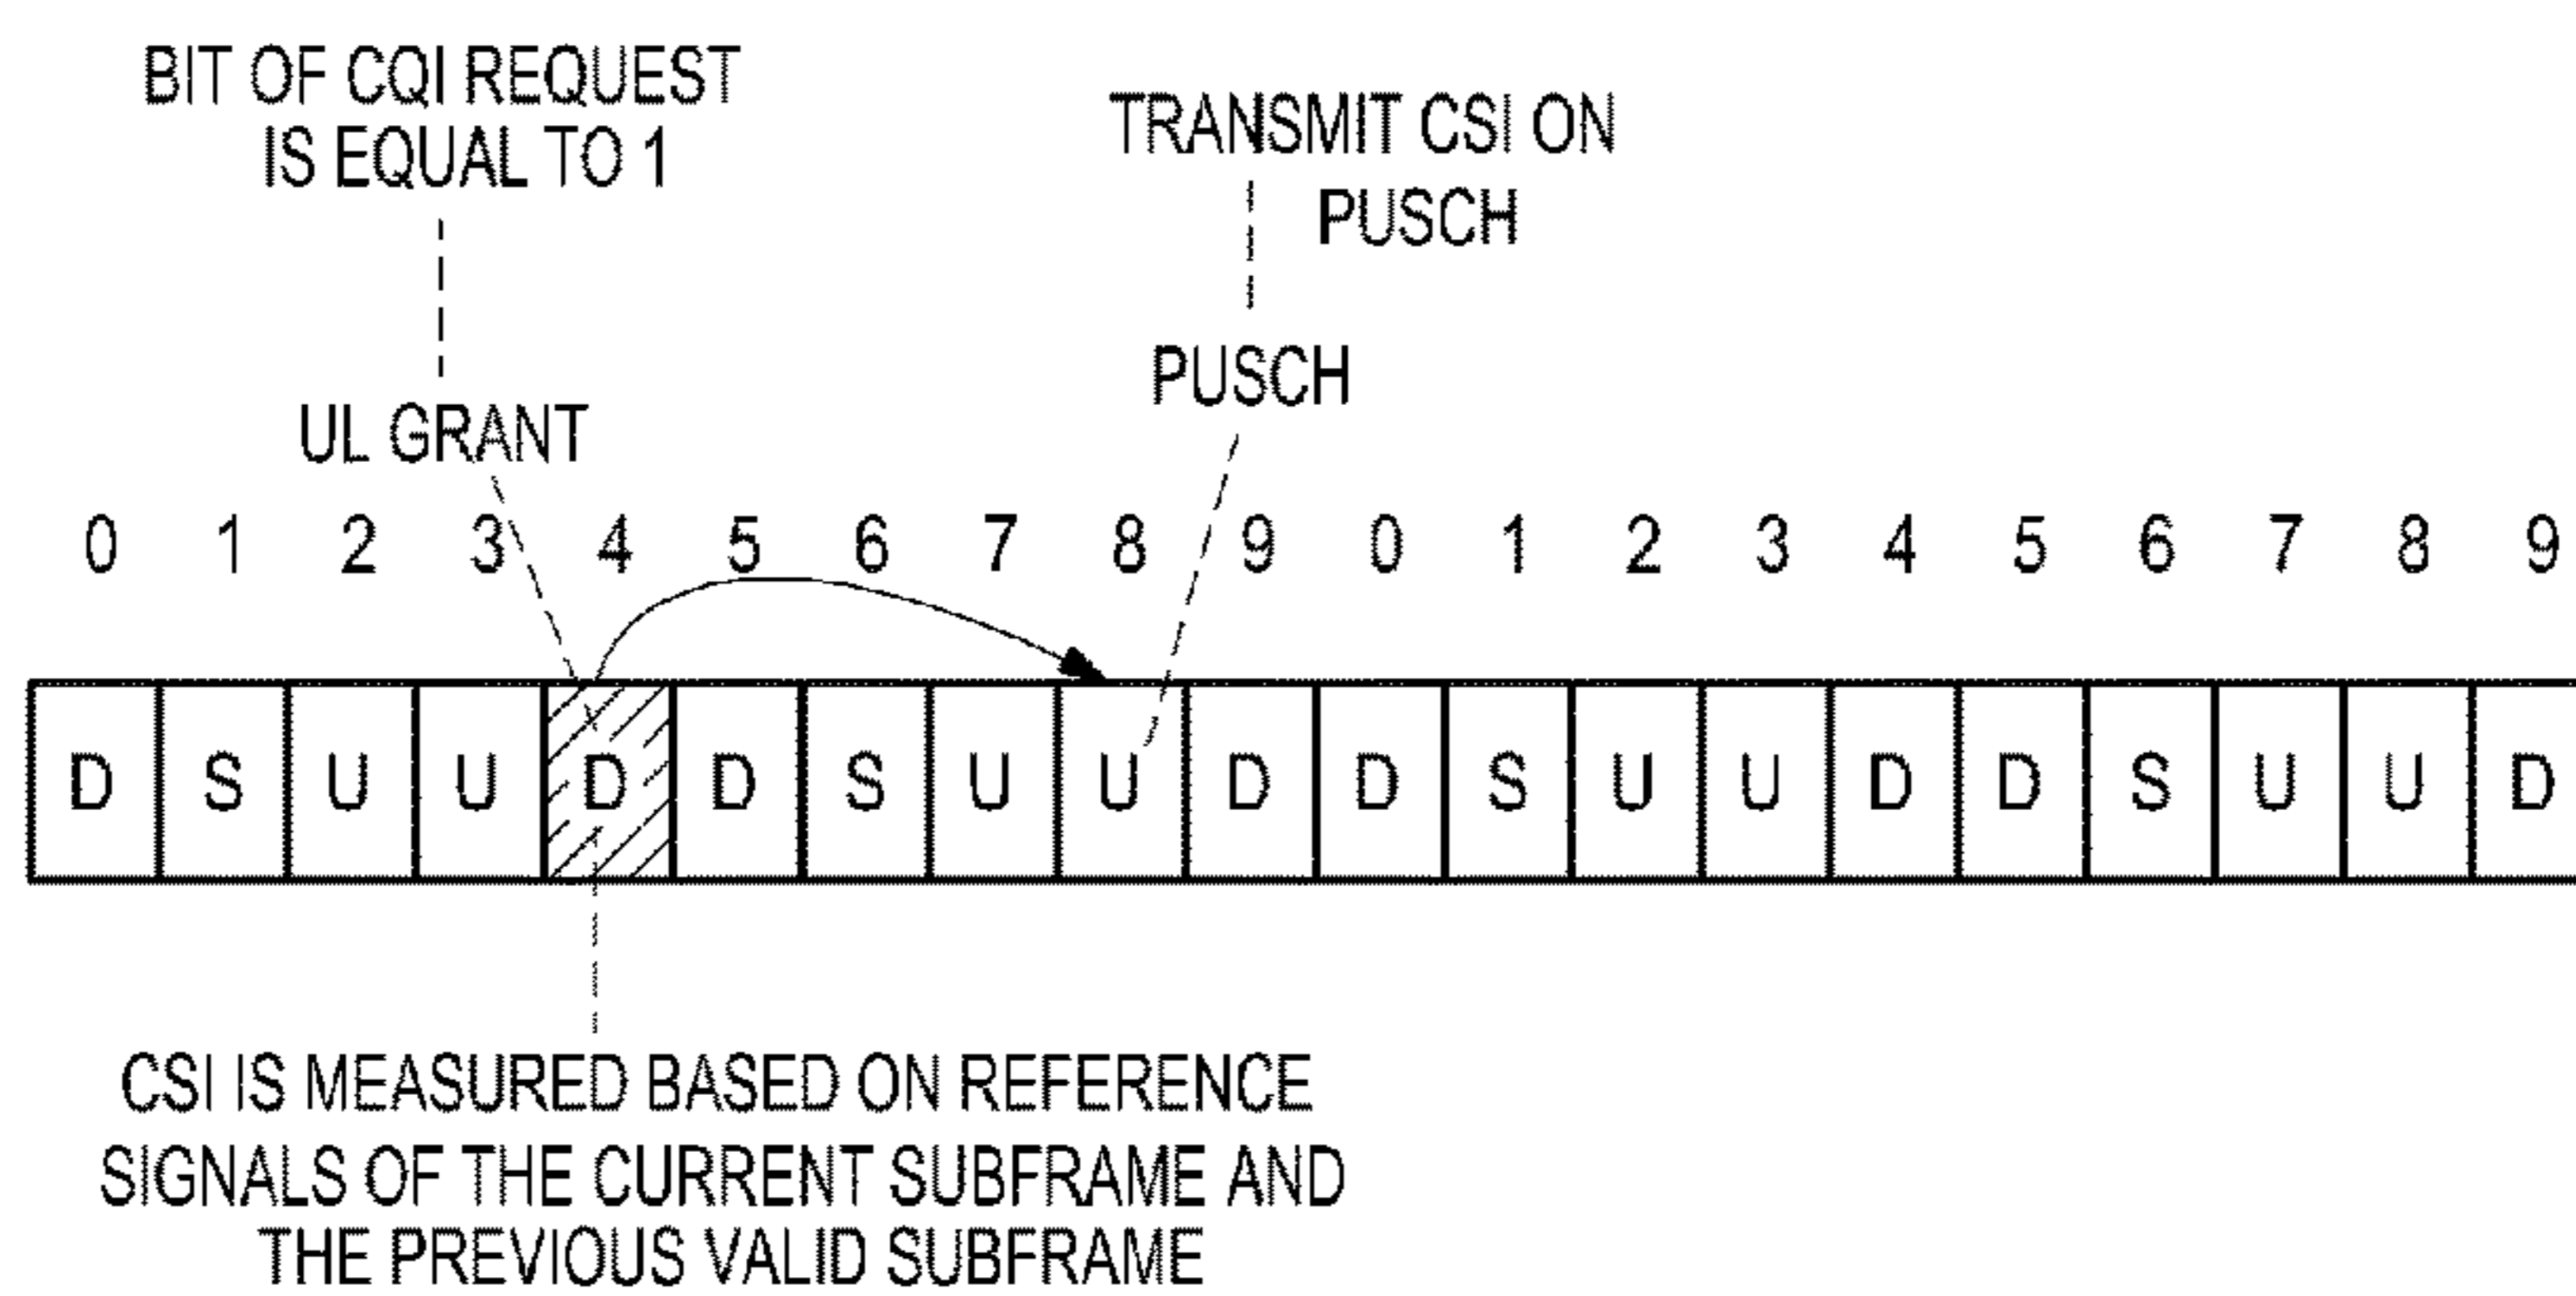 BIT OF CQI REQUEST
IS EQUAL TO 1
TRANSMIT CSI ON
PUSCH
PUSCH
UL GRANT
0 1 2 3 4 5 6 7 8 9 0 1 2 3 4 5 6 7 8 9
D S U U D D S U U D D S U U D D S U U D
CSI IS MEASURED BASED ON REFERENCE
SIGNALS OF THE CURRENT SUBFRAME AND
THE PREVIOUS VALID SUBFRAME